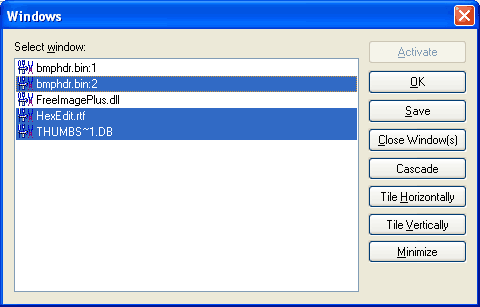 Windows
Select window:
bmphdr.bin:1
bmphdr.bin:2
FreeImagePlus.dll
HexEdit.rtf
THUMBS~1.DB
Activate
OK
Save
Close Window(s)
Cascade
Tile Horizontally
Tile Vertically
Minimize